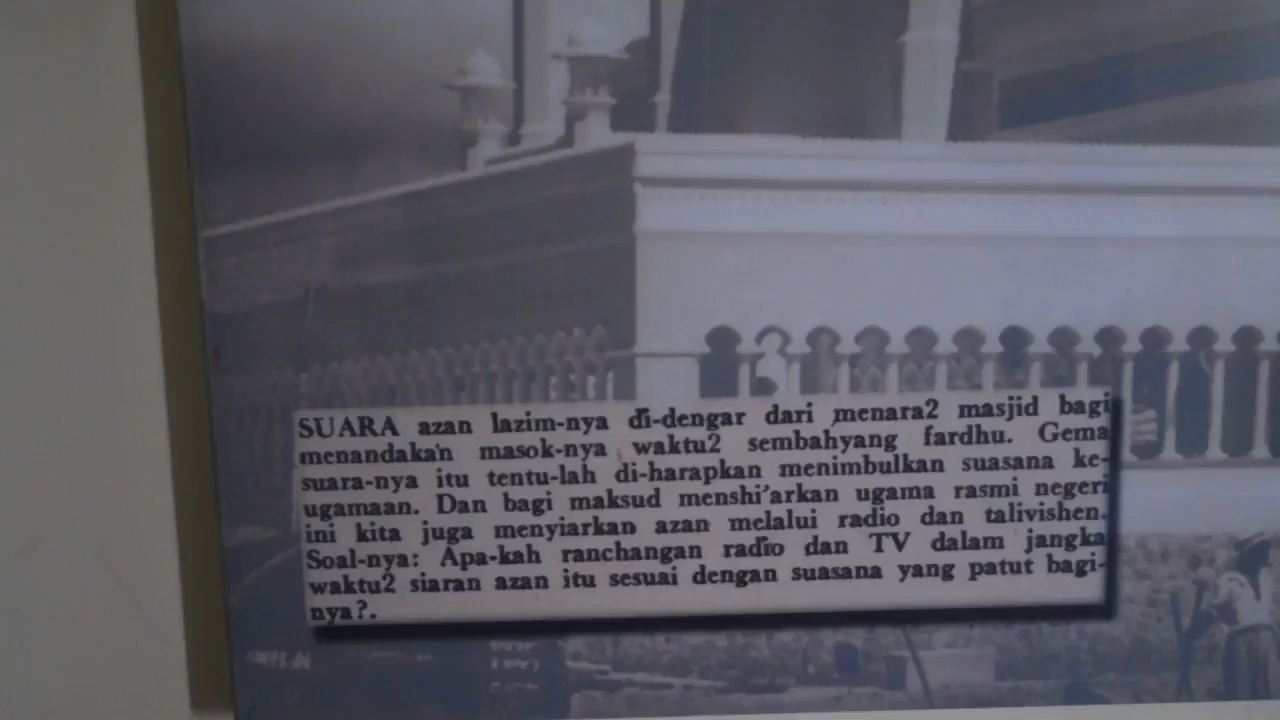 SUARA azan lazim-nya di-dengar dari menara2 masjid bagi
menandakan masok-nya waktu2 sembahyang fardhu. Gema
suara-nya itu tentu-lah di-harapkan menimbulkan suasana ke-
ugamaan. Dan bagi maksud menshi'arkan ugama rasmi negeri
ini kita juga menyiarkan azan melalui radio dan talivishen.
Soal-nya: Apa-kah ranchangan radio dan TV dalam jangka
waktu2 siaran azan itu sesuai dengan suasana yang patut bagi-
nya?.